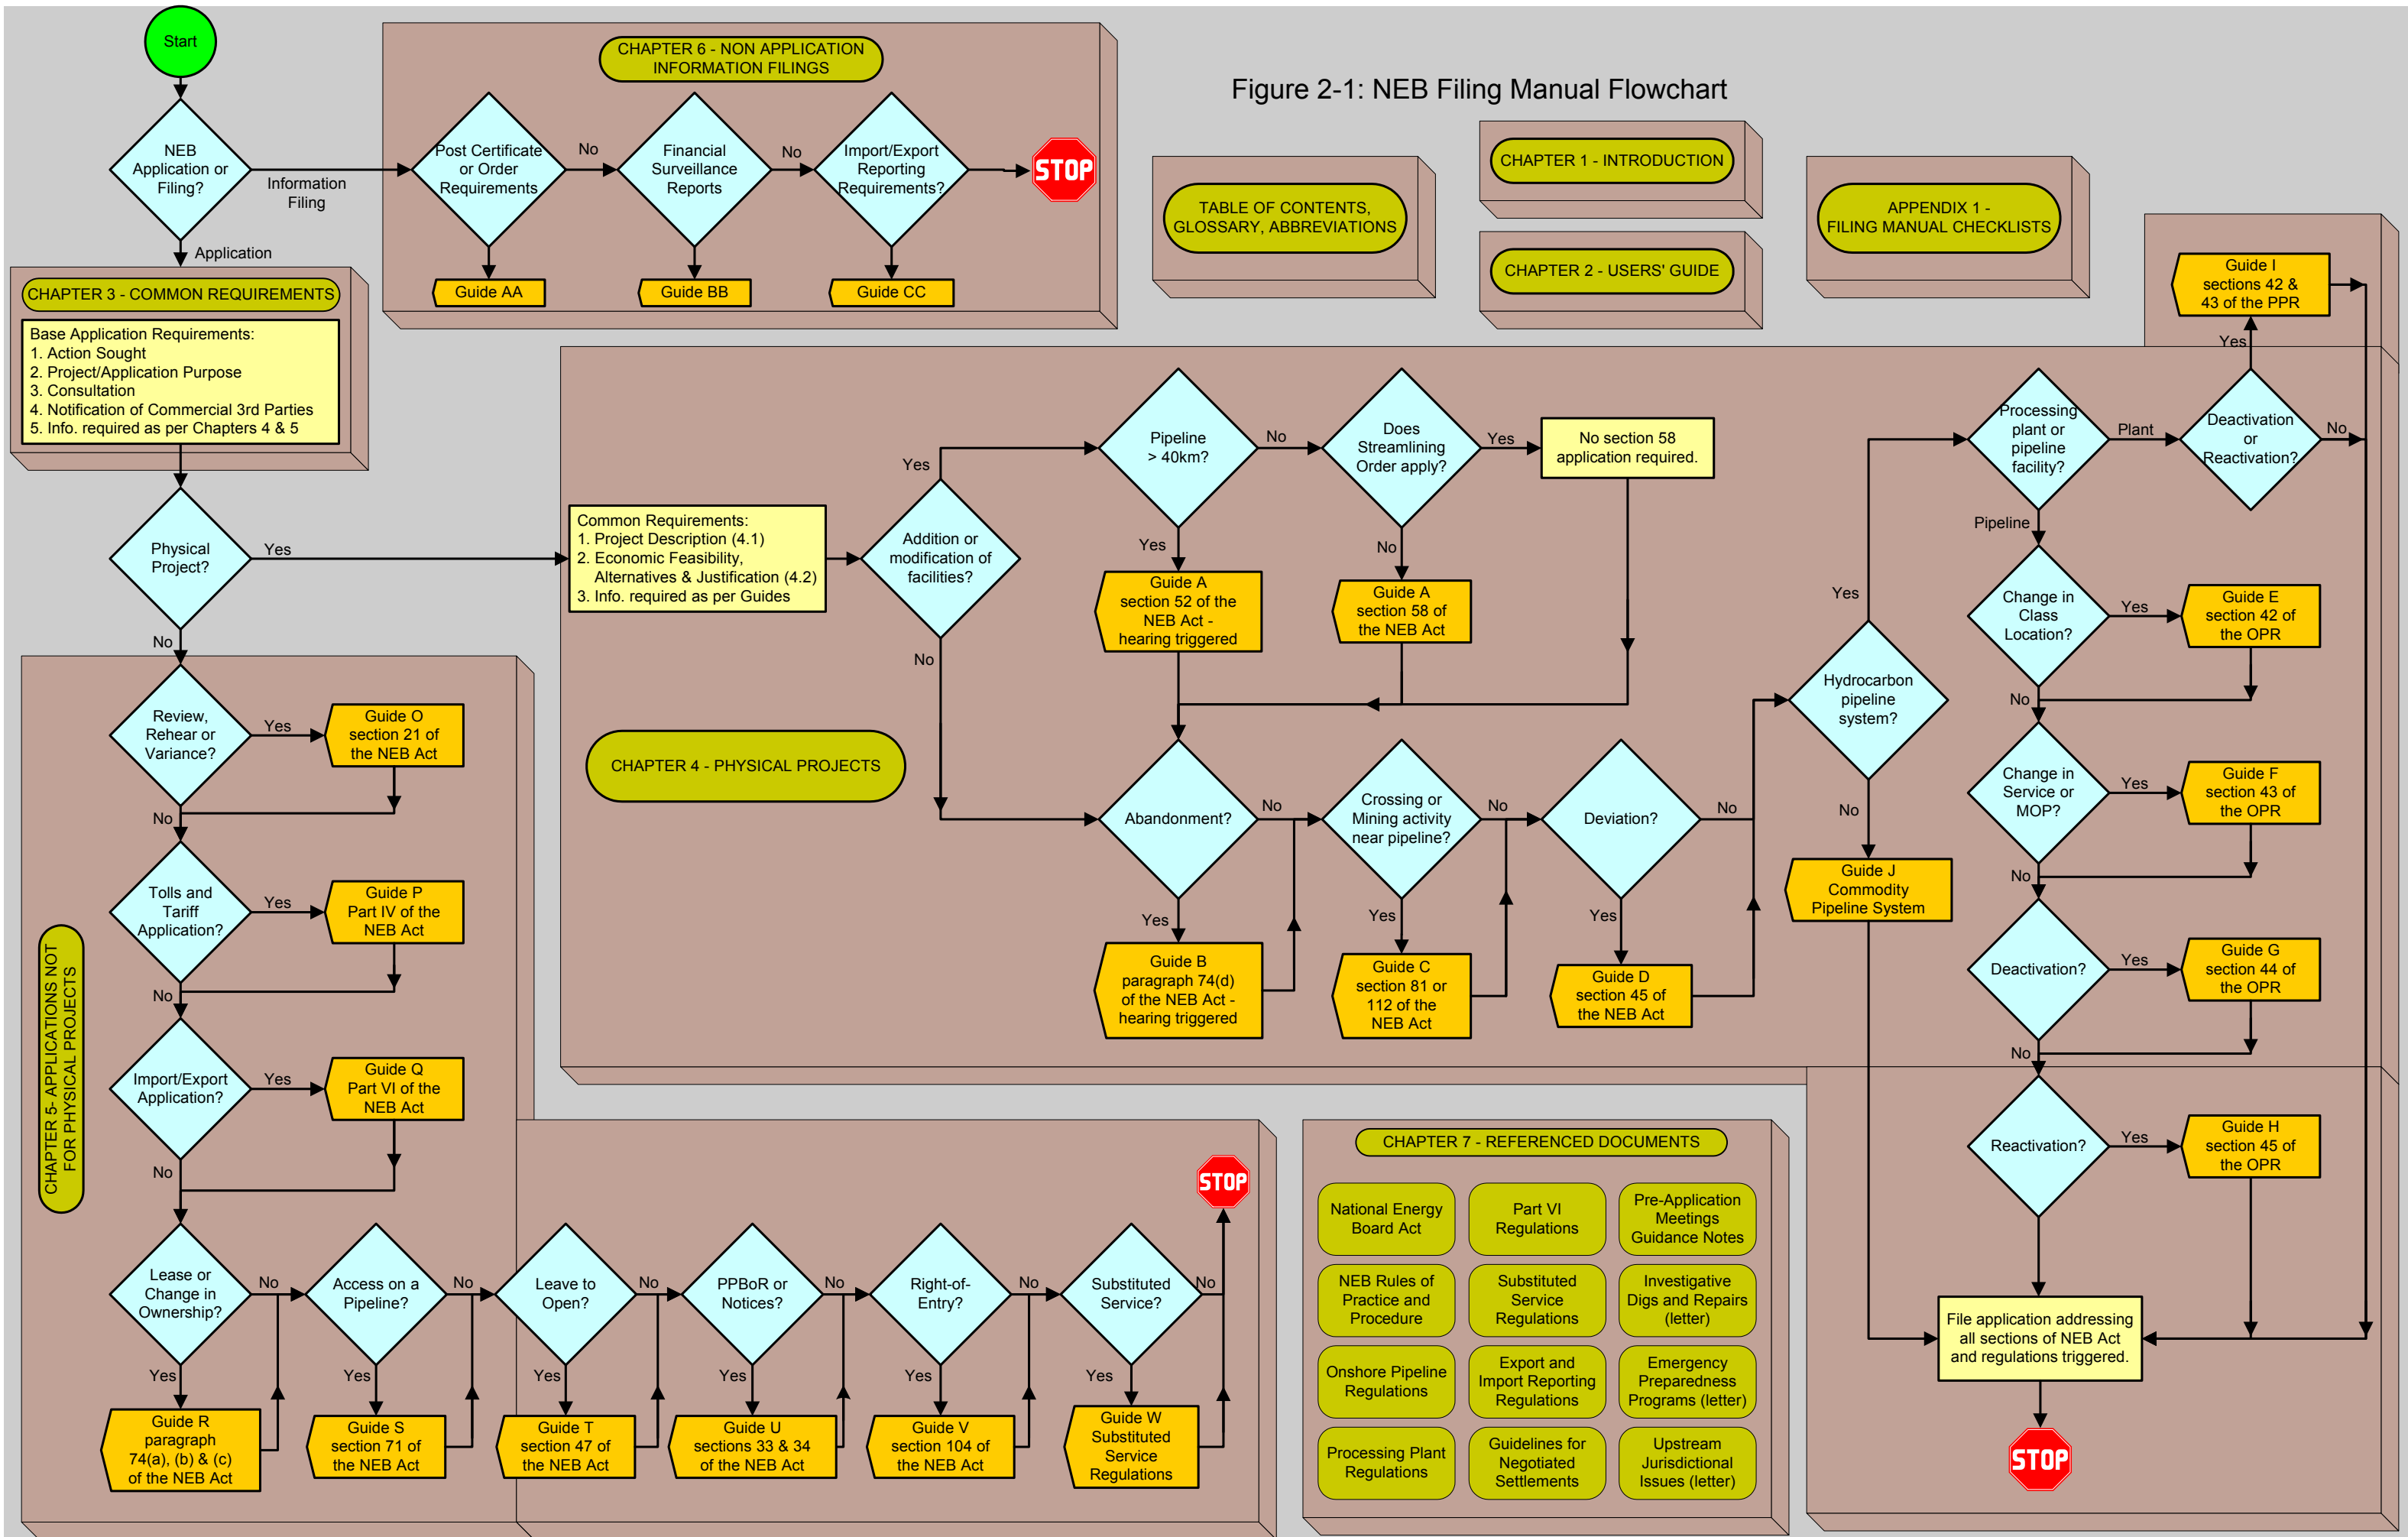 Figure 2-1: NEB Filing Manual Flowchart
Start
NEB
Application or
Filing?
Information
Filing
Application
CHAPTER 6 - NON APPLICATION
INFORMATION FILINGS
Post Certificate
or Order
Requirements
No
Financial
Surveillance
Reports
No
Import/Export
Reporting
Requirements?
STOP
Guide AA
Guide BB
Guide CC
TABLE OF CONTENTS,
GLOSSARY, ABBREVIATIONS
CHAPTER 1 - INTRODUCTION
CHAPTER 2 - USERS' GUIDE
APPENDIX 1 -
FILING MANUAL CHECKLISTS
CHAPTER 3 - COMMON REQUIREMENTS
Base Application Requirements:
1. Action Sought
2. Project/Application Purpose
3. Consultation
4. Notification of Commercial 3rd Parties
5. Info. required as per Chapters 4 & 5
Physical
Project?
Yes
No
Common Requirements:
1. Project Description (4.1)
2. Economic Feasibility,
Alternatives & Justification (4.2)
3. Info. required as per Guides
Addition or
modification of
facilities?
Yes
No
Pipeline
> 40km?
No
Yes
Does
Streamlining
Order apply?
Yes
No
No section 58
application required.
Guide A
section 52 of the
NEB Act -
hearing triggered
Guide A
section 58 of
the NEB Act
CHAPTER 4 - PHYSICAL PROJECTS
Abandonment?
No
Yes
Crossing or
Mining activity
near pipeline?
No
Yes
Deviation?
No
Yes
Guide B
paragraph 74(d)
of the NEB Act -
hearing triggered
Guide C
section 81 or
112 of the
NEB Act
Guide D
section 45 of
the NEB Act
Hydrocarbon
pipeline
system?
Yes
No
Guide J
Commodity
Pipeline System
Processing
plant or
pipeline
facility?
Plant
Pipeline
Deactivation
or
Reactivation?
Yes
No
Guide I
sections 42 &
43 of the PPR
Change in
Class
Location?
Yes
No
Guide E
section 42 of
the OPR
Change in
Service or
MOP?
Yes
No
Guide F
section 43 of
the OPR
Deactivation?
Yes
No
Guide G
section 44 of
the OPR
Reactivation?
Yes
Guide H
section 45 of
the OPR
File application addressing
all sections of NEB Act
and regulations triggered.
STOP
CHAPTER 5- APPLICATIONS NOT
FOR PHYSICAL PROJECTS
Review,
Rehear or
Variance?
Yes
No
Guide O
section 21 of
the NEB Act
Tolls and
Tariff
Application?
Yes
No
Guide P
Part IV of the
NEB Act
Import/Export
Application?
Yes
No
Guide Q
Part VI of the
NEB Act
Lease or
Change in
Ownership?
No
Yes
Access on a
Pipeline?
No
Yes
Leave to
Open?
No
Yes
PPBoR or
Notices?
No
Yes
Right-of-
Entry?
No
Yes
Substituted
Service?
No
Yes
STOP
Guide R
paragraph
74(a), (b) & (c)
of the NEB Act
Guide S
section 71 of
the NEB Act
Guide T
section 47 of
the NEB Act
Guide U
sections 33 & 34
of the NEB Act
Guide V
section 104 of
the NEB Act
Guide W
Substituted
Service
Regulations
CHAPTER 7 - REFERENCED DOCUMENTS
National Energy
Board Act
Part VI
Regulations
Pre-Application
Meetings
Guidance Notes
NEB Rules of
Practice and
Procedure
Substituted
Service
Regulations
Investigative
Digs and Repairs
(letter)
Onshore Pipeline
Regulations
Export and
Import Reporting
Regulations
Emergency
Preparedness
Programs (letter)
Processing Plant
Regulations
Guidelines for
Negotiated
Settlements
Upstream
Jurisdictional
Issues (letter)